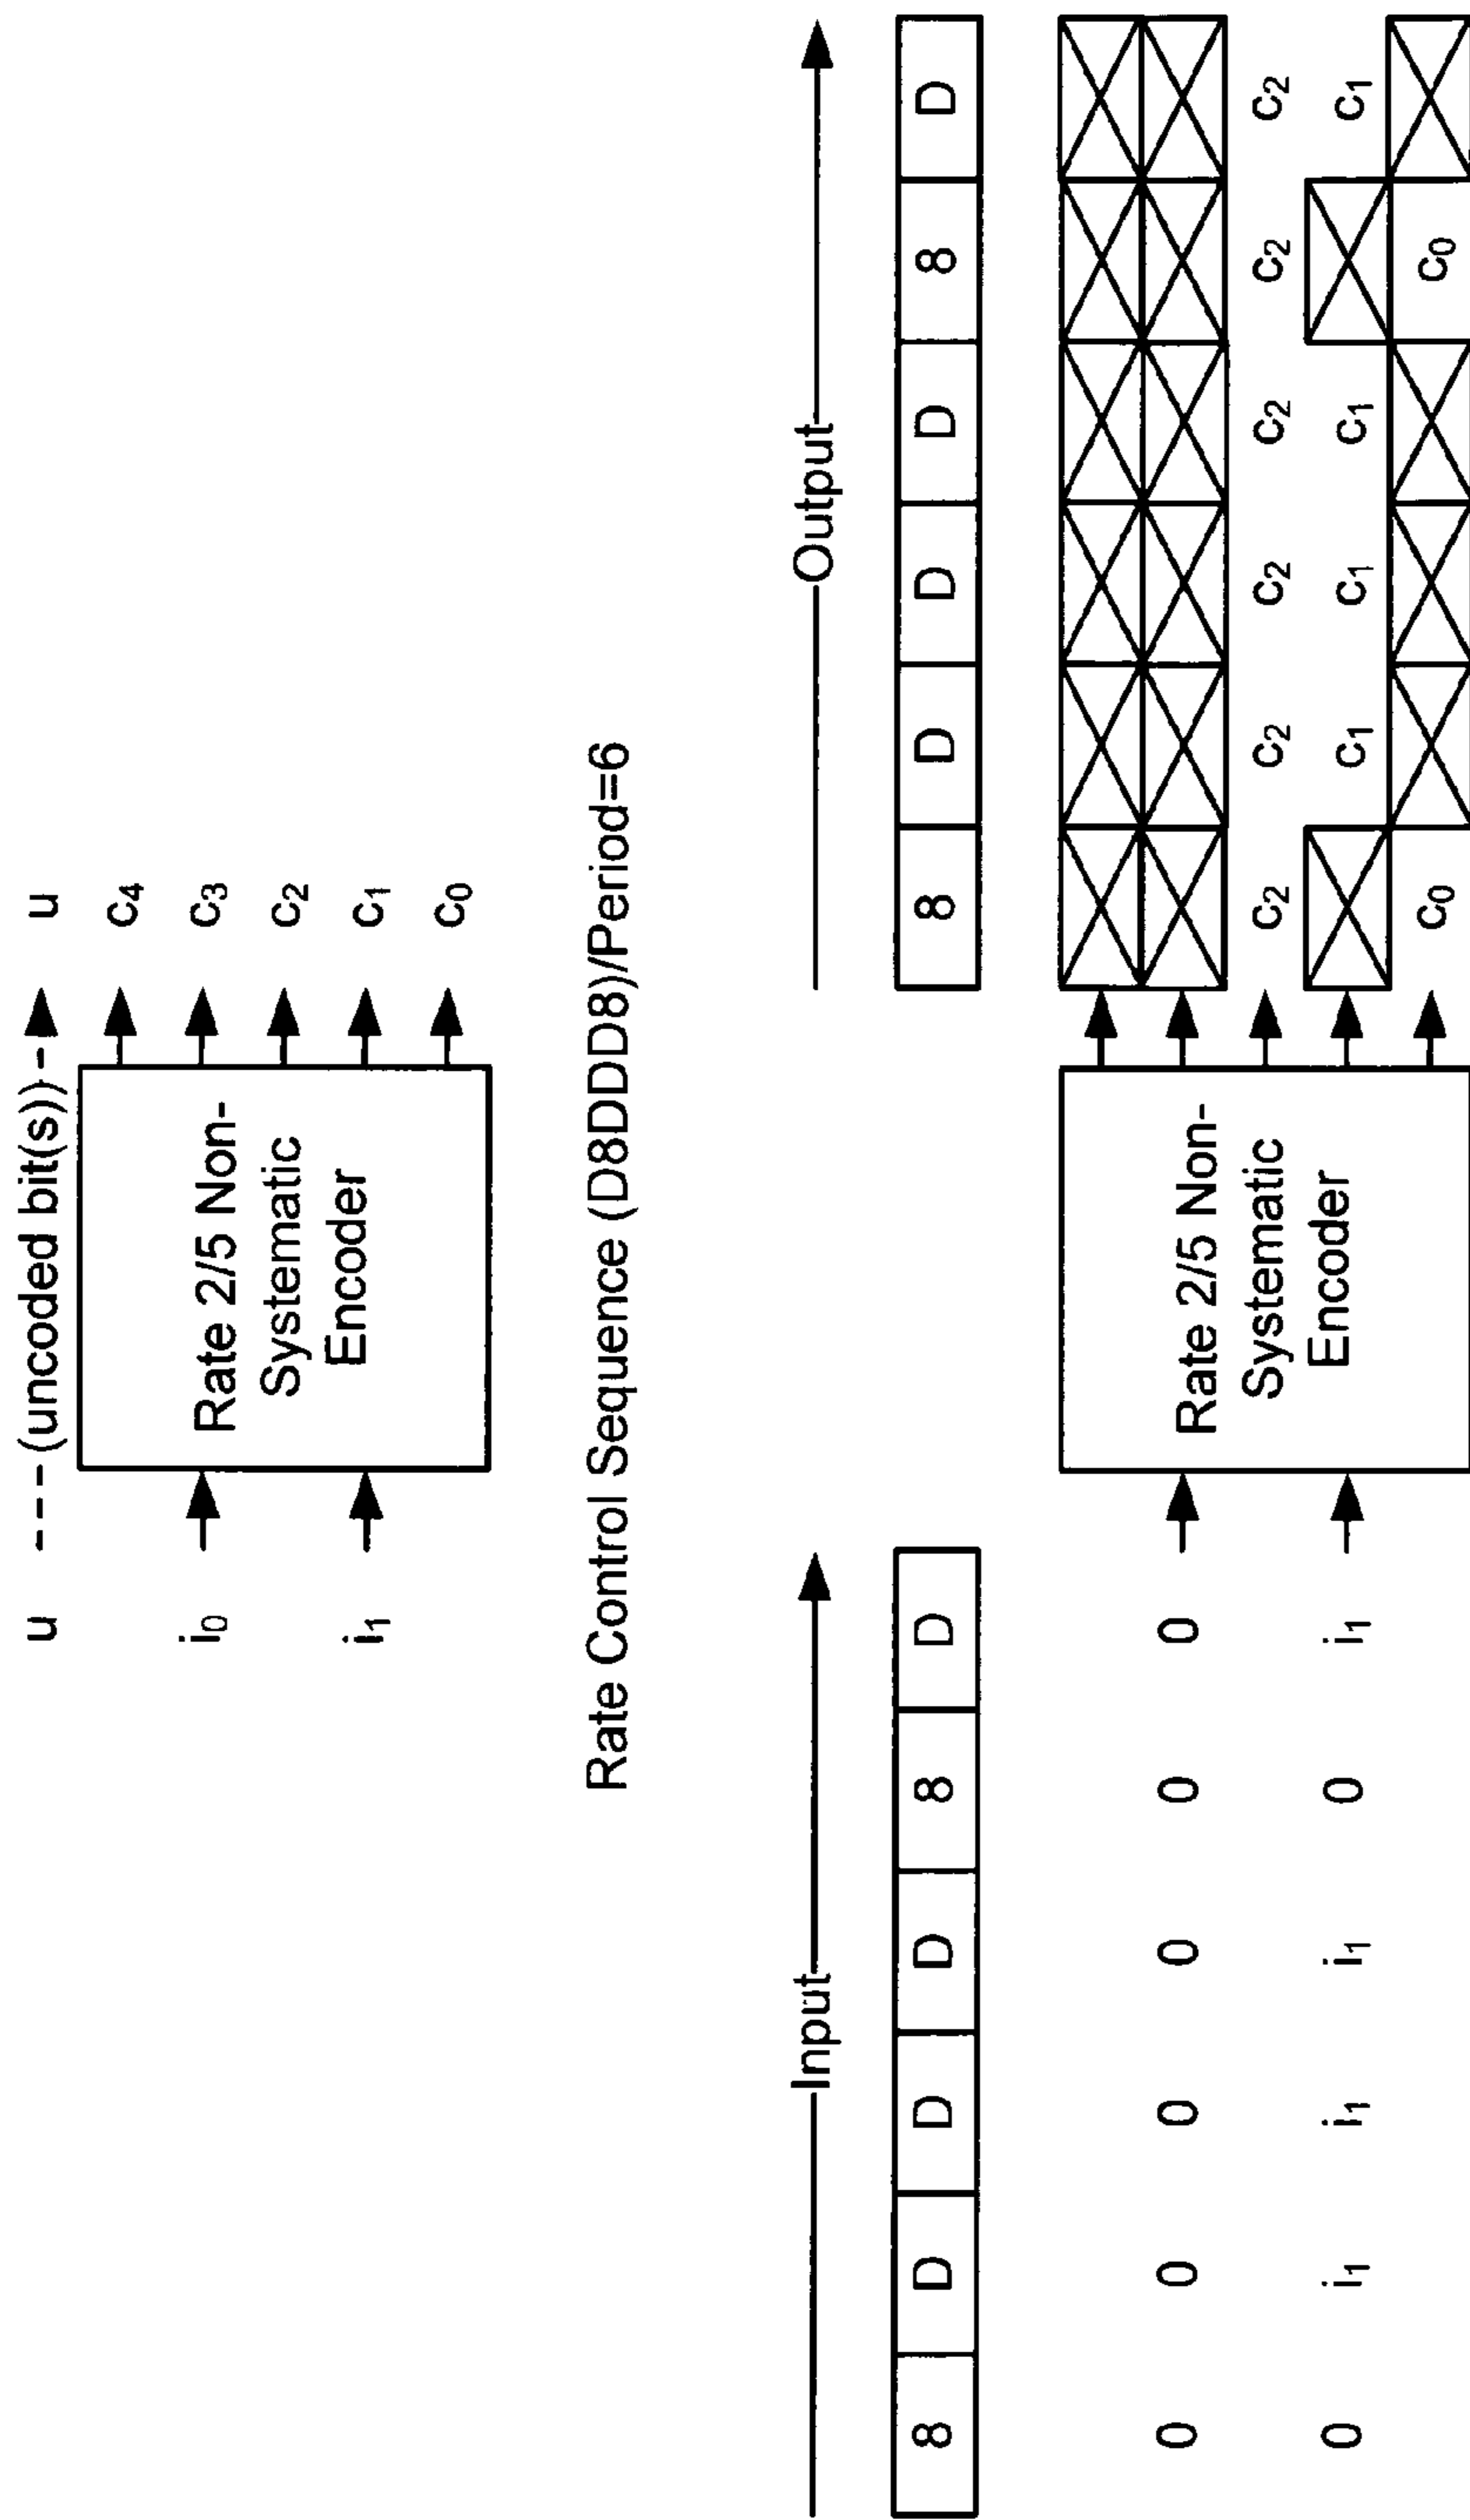 u - - - (uncoded bit(s)) - - u
i0
i1
Rate 2/5 Non-
Systematic
Encoder
c4
c3
c2
c1
c0
Rate Control Sequence (D8DDD8)/Period=6
Input
Output
8 D D D 8 D
8 D D D 8 D
0 0 0 0 0 0
0 i1 i1 i1 0 i1
Rate 2/5 Non-
Systematic
Encoder
c2 c2 c2 c2 c2 c2
c1 c1 c1 c1
c0 c0